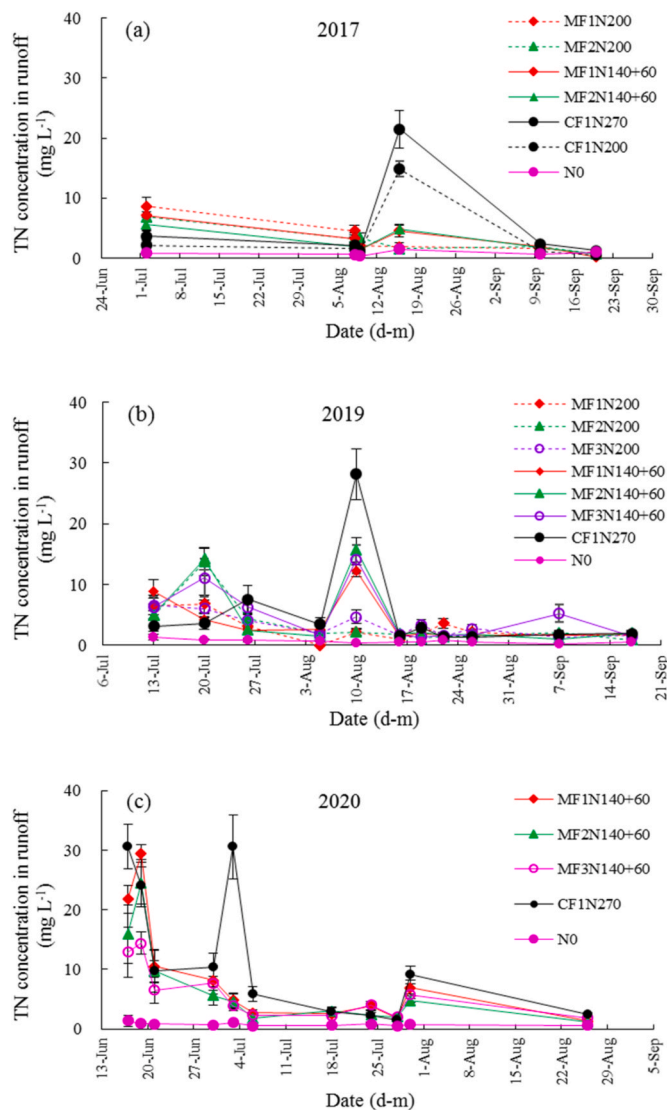 (a)
2017
TN concentration in runoff
(mg L⁻¹)
40
30
20
10
0
24-Jun
1-Jul
8-Jul
15-Jul
22-Jul
29-Jul
5-Aug
12-Aug
19-Aug
26-Aug
2-Sep
9-Sep
16-Sep
23-Sep
30-Sep
Date (d-m)
MF1N200
MF2N200
MF1N140+60
MF2N140+60
CF1N270
CF1N200
N0
(b)
2019
TN concentration in runoff
(mg L⁻¹)
40
30
20
10
0
6-Jul
13-Jul
20-Jul
27-Jul
3-Aug
10-Aug
17-Aug
24-Aug
31-Aug
7-Sep
14-Sep
21-Sep
Date (d-m)
MF1N200
MF2N200
MF3N200
MF1N140+60
MF2N140+60
MF3N140+60
CF1N270
N0
(c)
2020
TN concentration in runoff
(mg L⁻¹)
40
30
20
10
0
13-Jun
20-Jun
27-Jun
4-Jul
11-Jul
18-Jul
25-Jul
1-Aug
8-Aug
15-Aug
22-Aug
29-Aug
5-Sep
Date (d-m)
MF1N140+60
MF2N140+60
MF3N140+60
CF1N270
N0